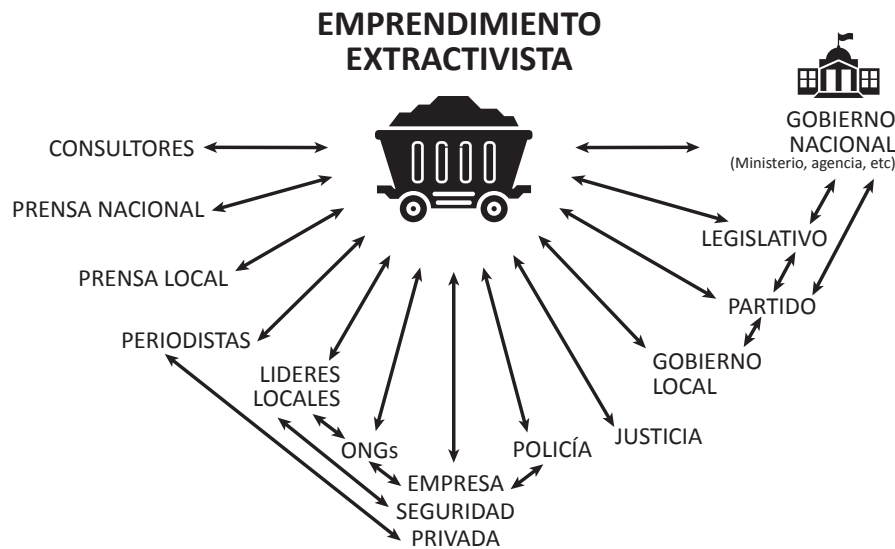 EMPRENDIMIENTO
EXTRACTIVISTA
GOBIERNO
NACIONAL
(Ministerio, agencia, etc)
CONSULTORES
PRENSA NACIONAL
LEGISLATIVO
PRENSA LOCAL
PARTIDO
PERIODISTAS
GOBIERNO
LOCAL
LIDERES
LOCALES
JUSTICIA
ONGs
POLICÍA
EMPRESA
SEGURIDAD
PRIVADA